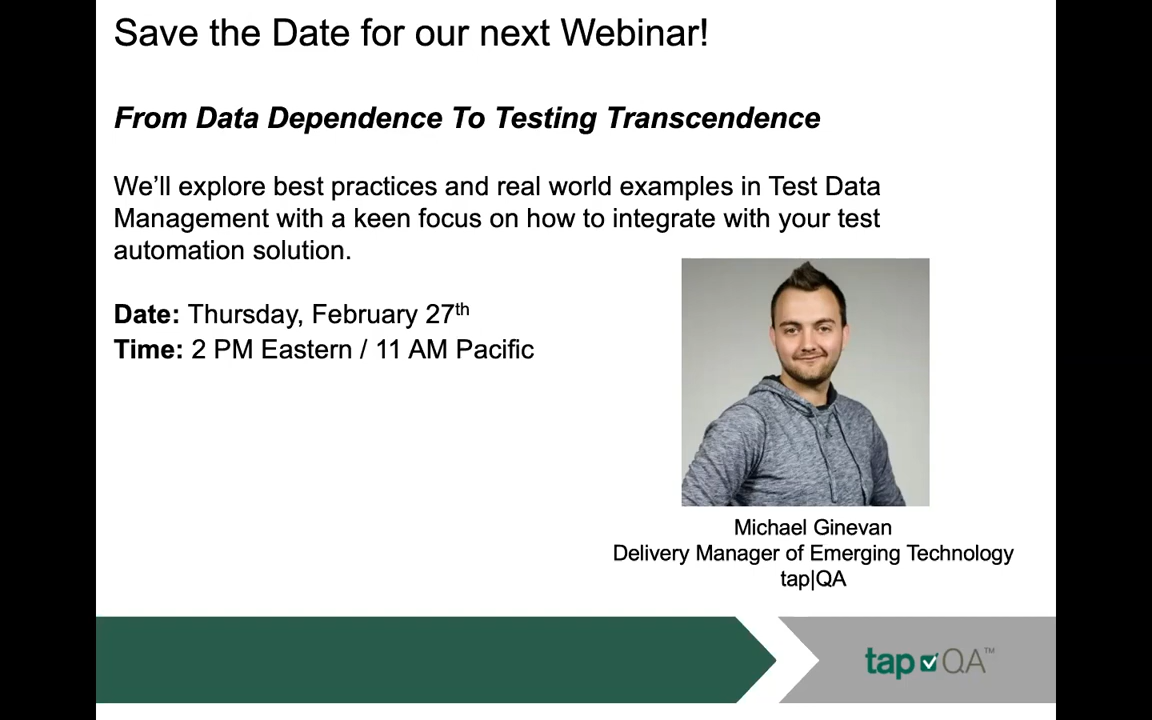 Save the Date for our next Webinar!
From Data Dependence To Testing Transcendence
We’ll explore best practices and real world examples in Test Data
Management with a keen focus on how to integrate with your test
automation solution.
Date: Thursday, February 27th
Time: 2 PM Eastern / 11 AM Pacific
Michael Ginevan
Delivery Manager of Emerging Technology
tap|QA
tap QA™